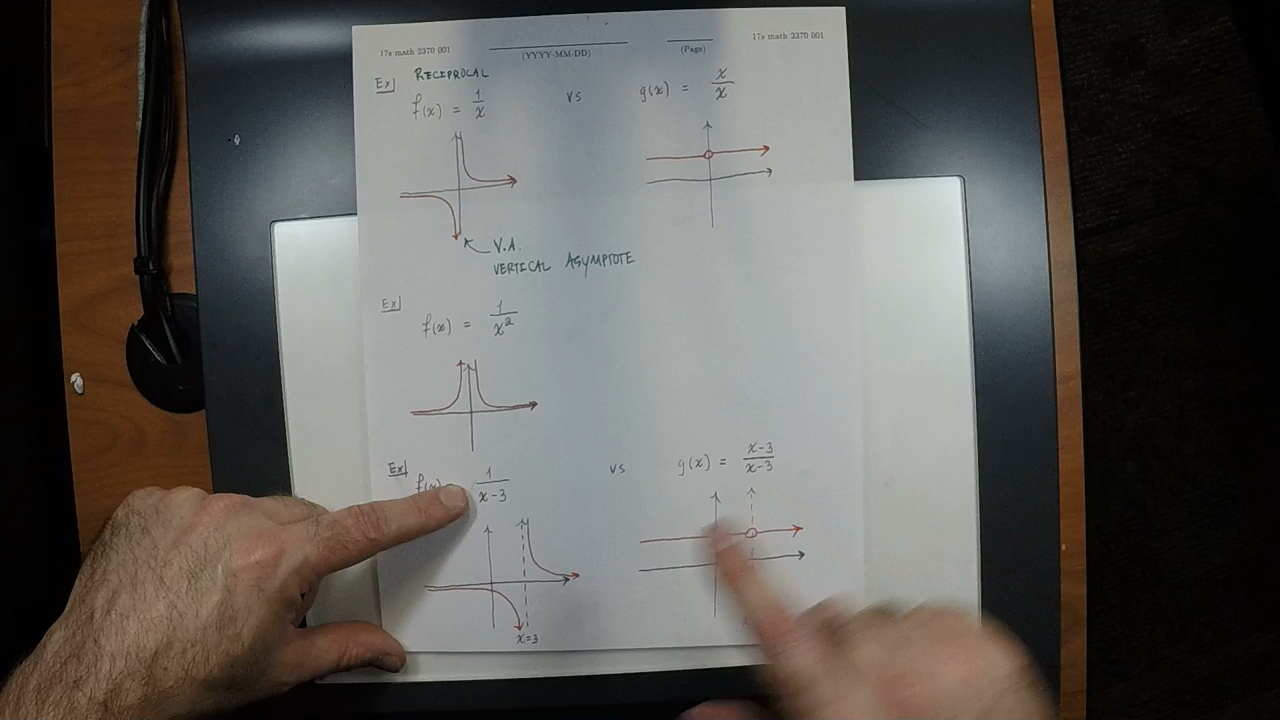 17s math 2370 001 (YYYY-MM-DD) (Page) 17s math 2370 001
Ex] RECIPROCAL
f(x) = 1/x vs g(x) = x/x
V.A.
VERTICAL ASYMPTOTE
Ex]
f(x) = 1/x²
Ex] f(x) = 1/(x-3) vs g(x) = (x-3)/(x-3)
x=3